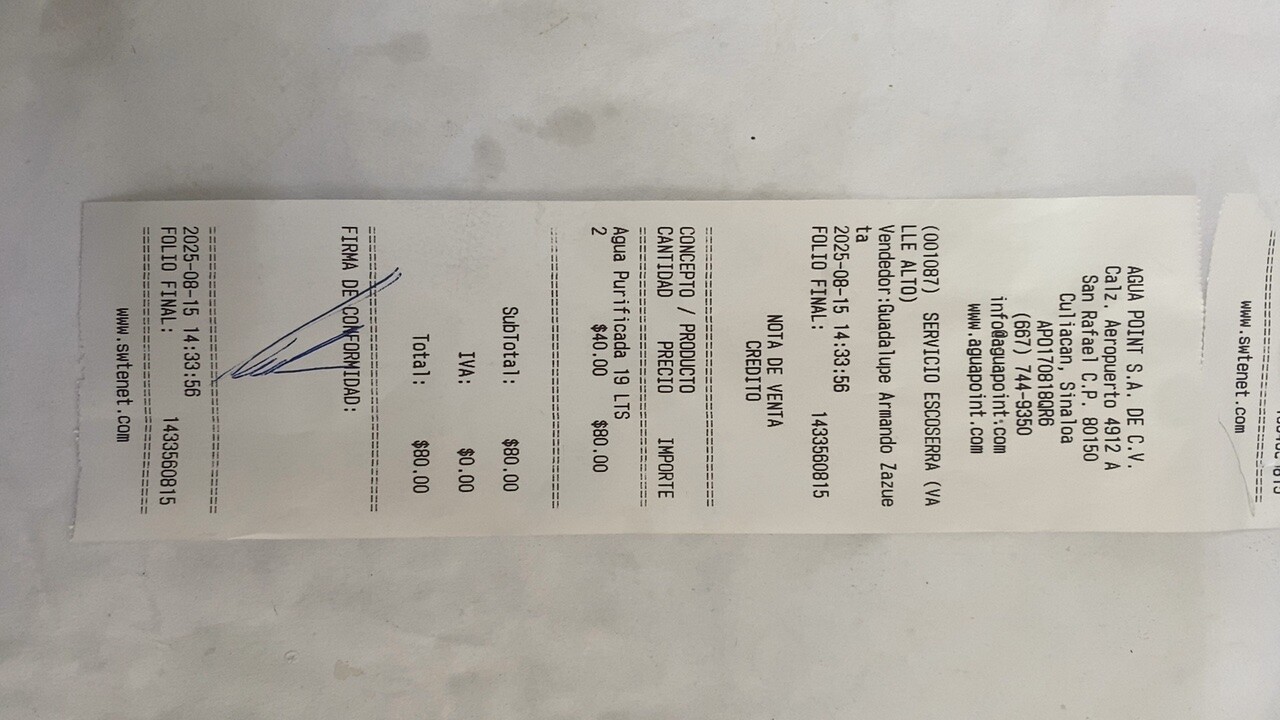 www.swtenet.com
AGUA POINT S.A. DE C.V.
Calz. Aeropuerto 4912 A
San Rafael C.P. 80150
Culiacan, Sinaloa
APO170818QR6
(667) 744-9350
info@aguapoint.com
www.aguapoint.com
(001087) SERVICIO ESCOSERRA (VA
LLE ALTO)
Vendedor:Guadalupe Armando Zazue
ta
2025-08-15 14:33:56
FOLIO FINAL: 1433560815
NOTA DE VENTA
CREDITO
CONCEPTO / PRODUCTO
CANTIDAD PRECIO IMPORTE
Agua Purificada 19 LTS
2 $40.00 $80.00
SubTotal: $80.00
IVA: $0.00
Total: $80.00
FIRMA DE CONFORMIDAD:
2025-08-15 14:33:56
FOLIO FINAL: 1433560815
www.swtenet.com